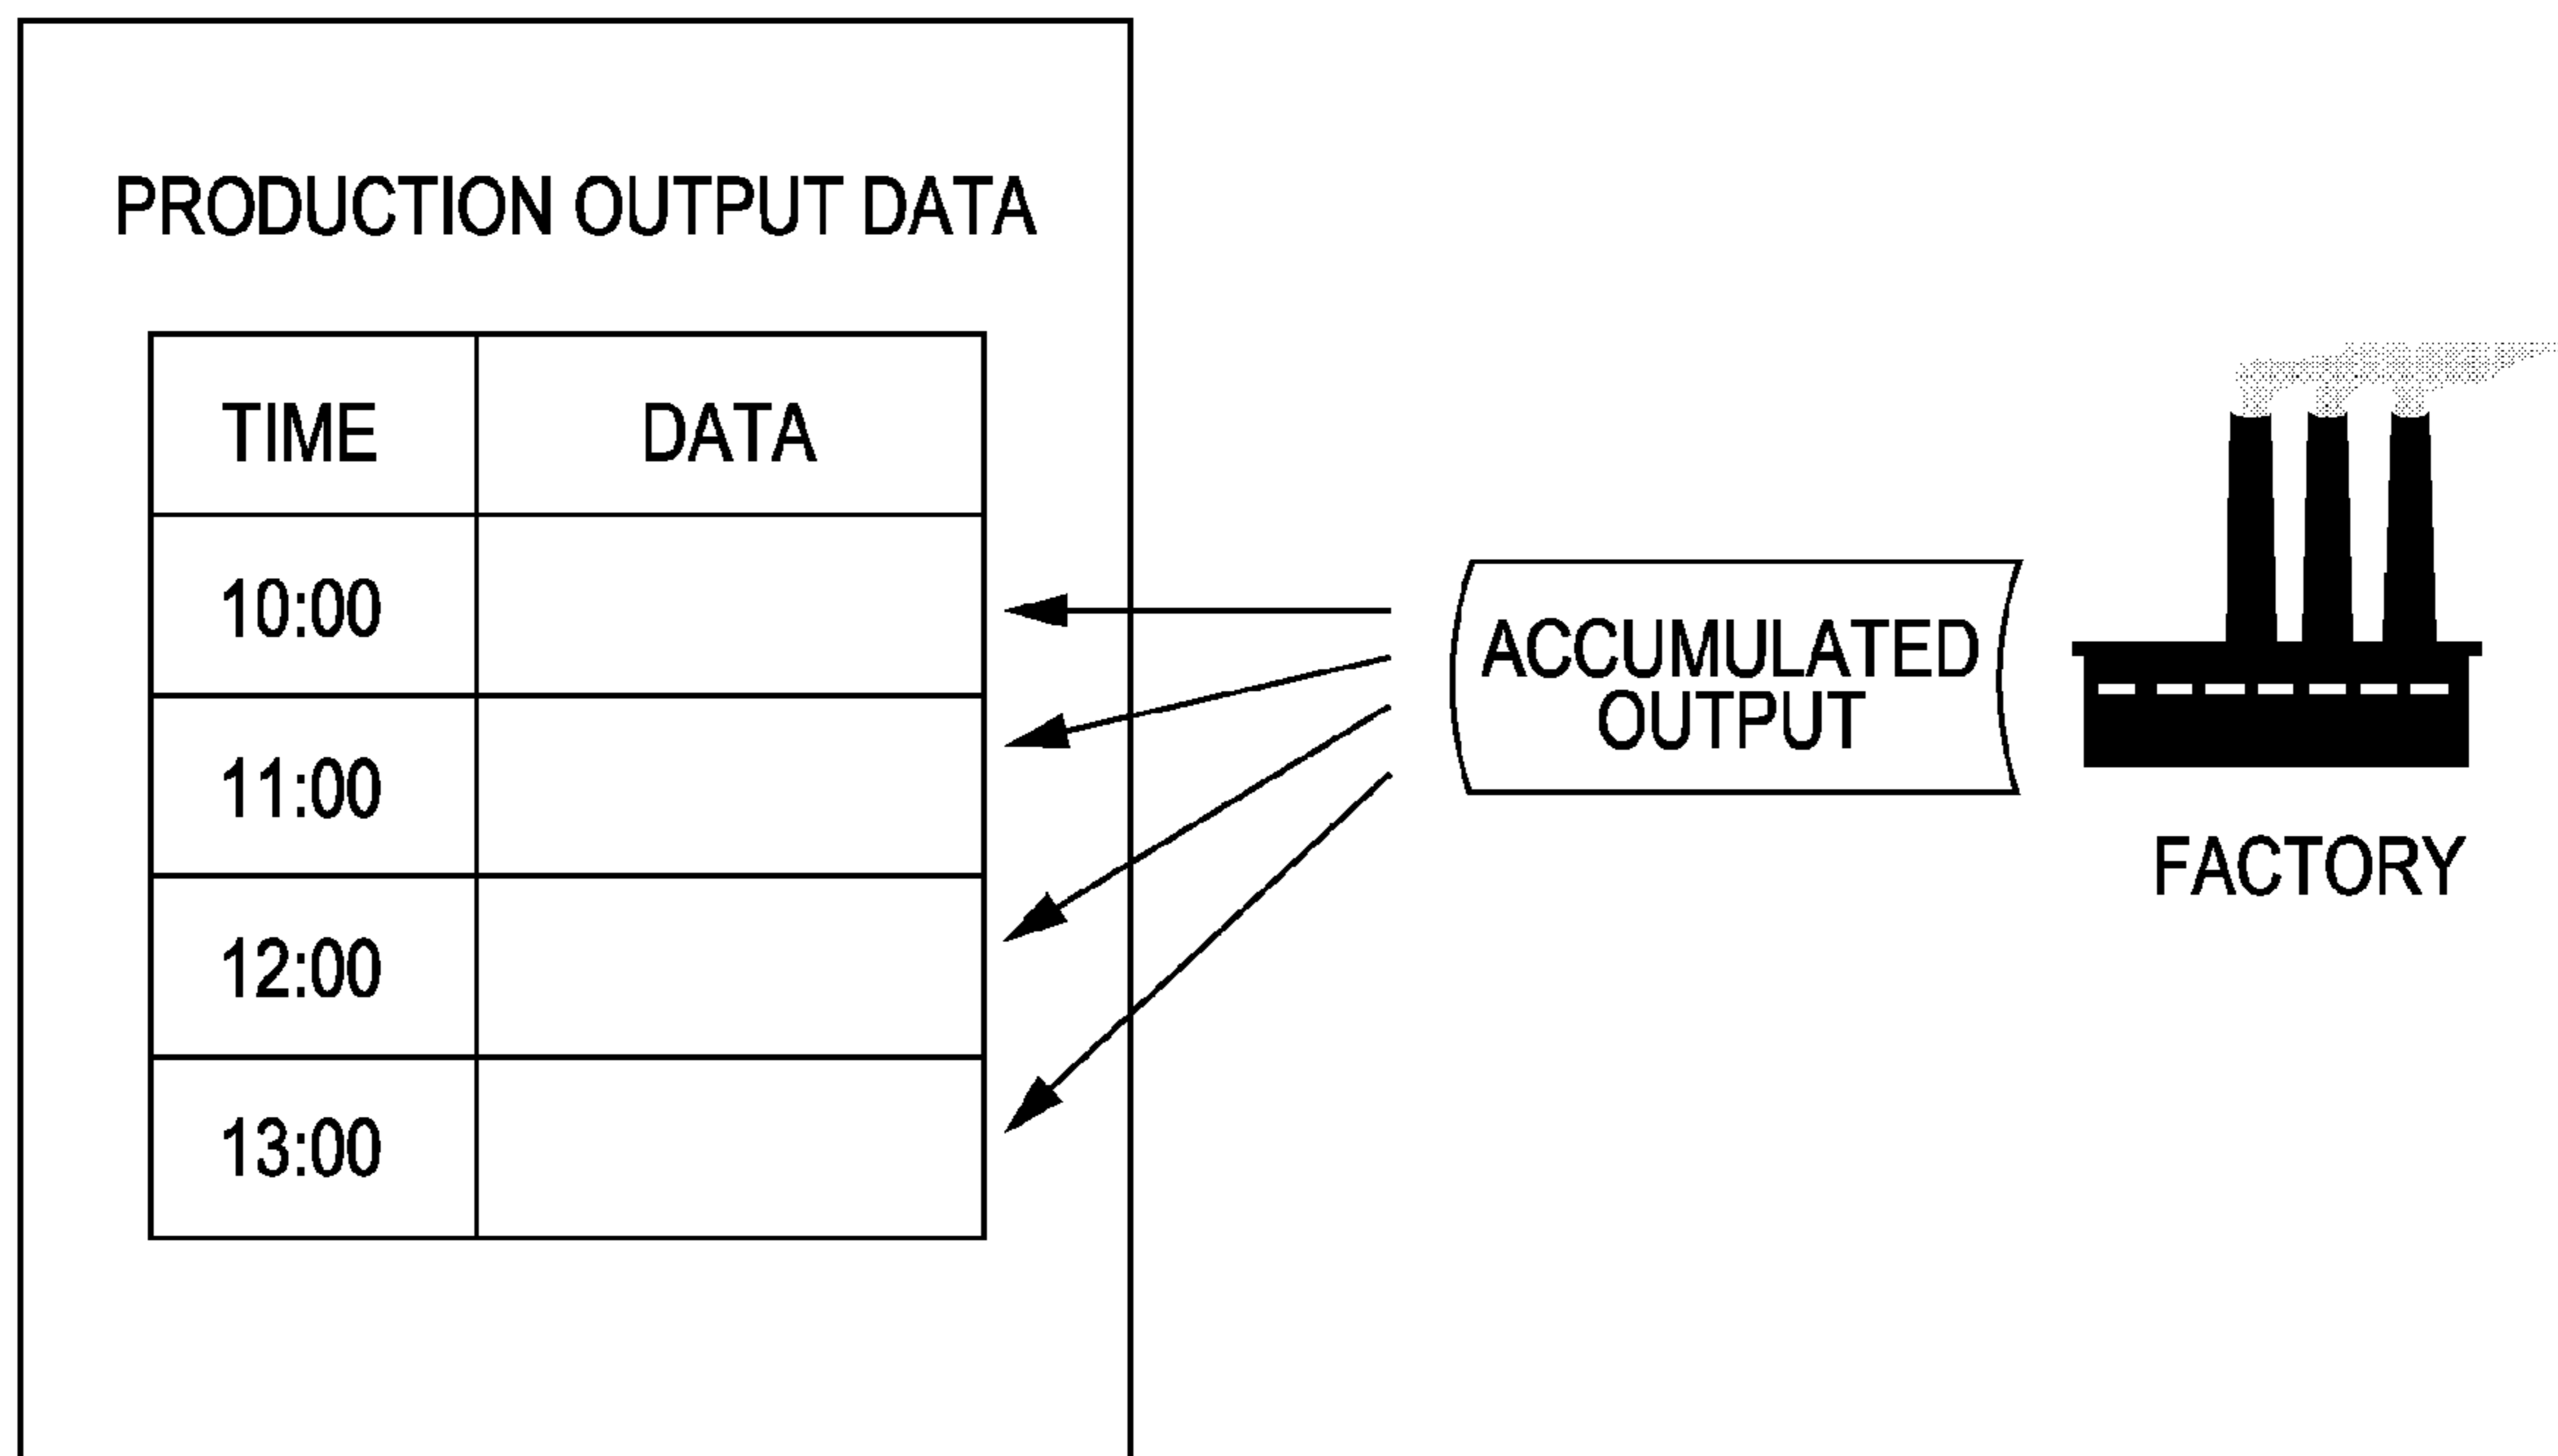 PRODUCTION OUTPUT DATA
TIME DATA
10:00
11:00
12:00
13:00
ACCUMULATED
OUTPUT
FACTORY